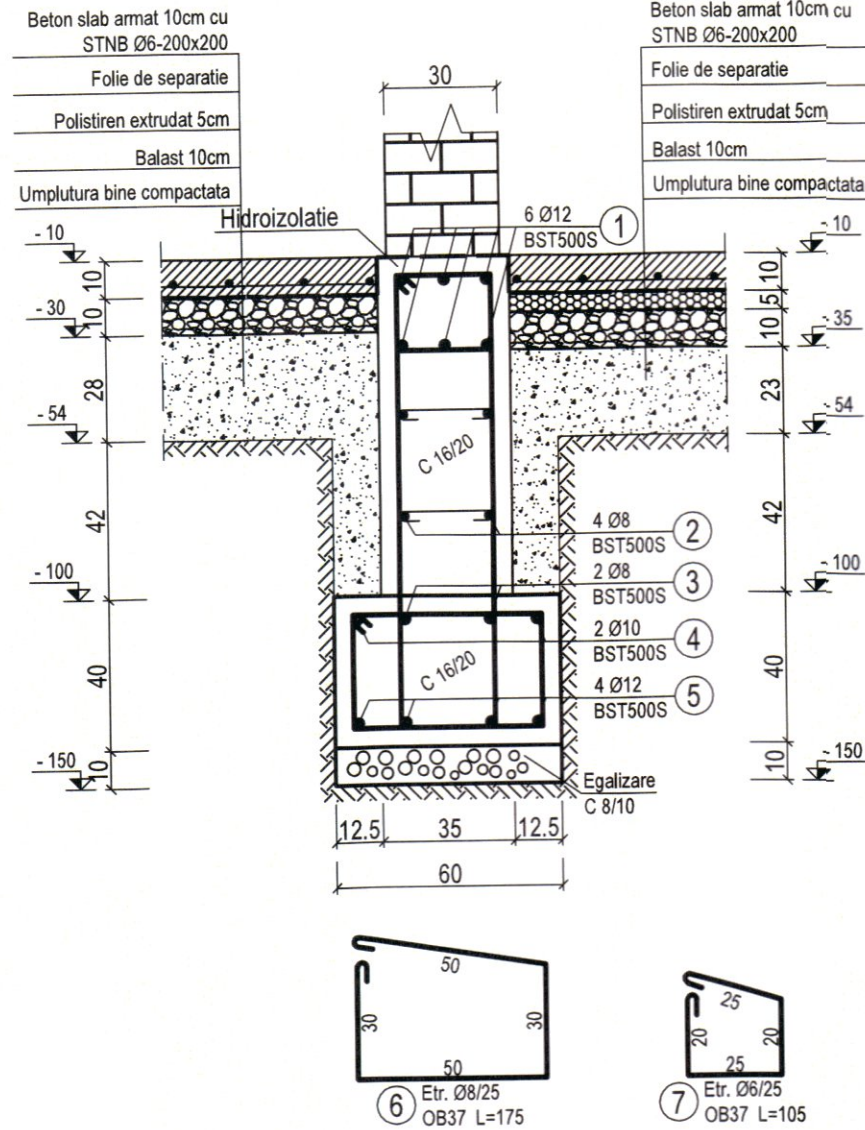 Beton slab armat 10cm cu
STNB Ø6-200x200
Folie de separatie
Polistiren extrudat 5cm
Balast 10cm
Umplutura bine compactata
Beton slab armat 10cm cu
STNB Ø6-200x200
Folie de separatie
Polistiren extrudat 5cm
Balast 10cm
Umplutura bine compactata
30
Hidroizolatie
6 Ø12
BST500S
1
- 10
10
- 30
10
28
- 54
42
- 100
40
- 150
10
- 10
10
5
- 35
10
23
- 54
42
- 100
40
- 150
10
C 16/20
4 Ø8
BST500S
2
2 Ø8
BST500S
3
2 Ø10
BST500S
4
C 16/20
4 Ø12
BST500S
5
Egalizare
C 8/10
12.5
35
12.5
60
50
30
30
50
6
Etr. Ø8/25
OB37 L=175
25
20
20
25
7
Etr. Ø6/25
OB37 L=105